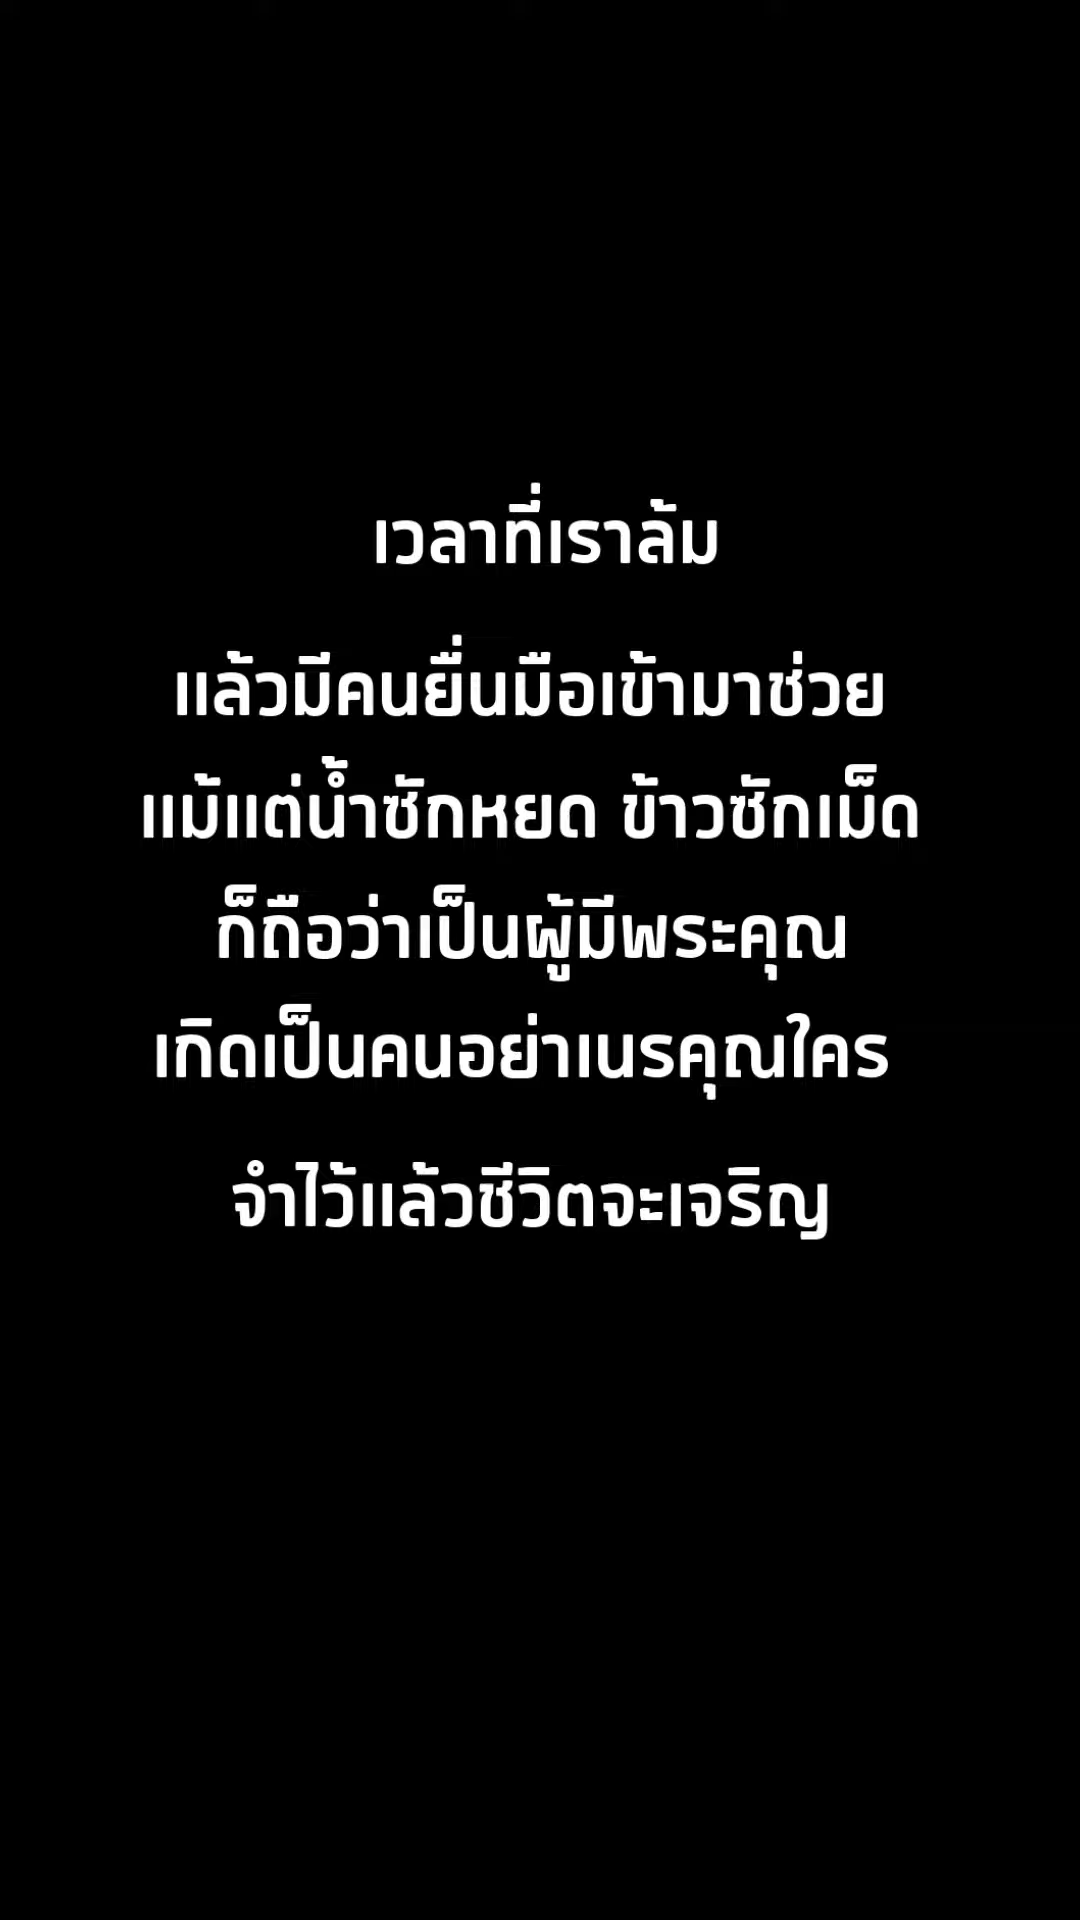 เวลาที่เราล้ม
แล้วมีคนยื่นมือเข้ามาช่วย
แม้แต่น้ำซักหยด ข้าวซักเม็ด
ก็ถือว่าเป็นผู้มีพระคุณ
เกิดเป็นคนอย่าเนรคุณใคร
จำไว้แล้วชีวิตจะเจริญ